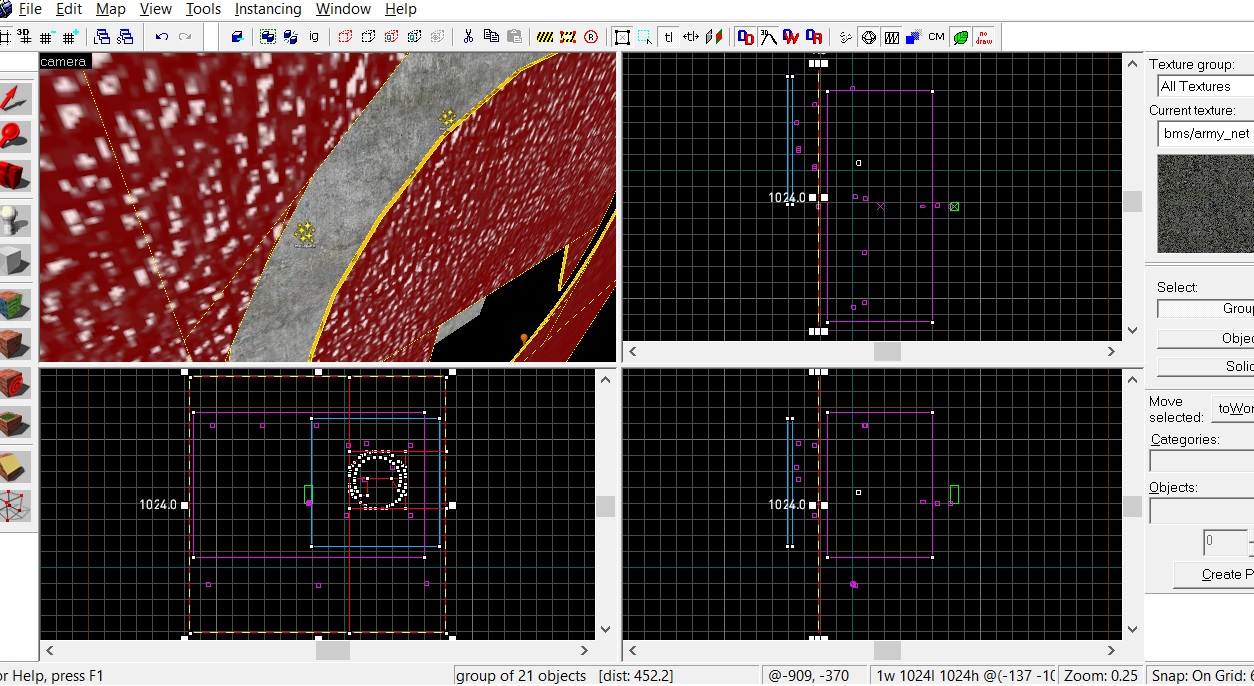 File Edit Map View Tools Instancing Window Help
3D ig tl <tl> CM no draw
camera
1024.0
1024.0
1024.0
Texture group:
All Textures
Current texture:
bms/army_net
Select:
Group
Objec
Solic
Move
selected:
toWor
Categories:
Objects:
0
Create P
or Help, press F1 group of 21 objects [dist: 452.2] @-909, -370 1w 1024l 1024h @(-137 -10 Zoom: 0.25 Snap: On Grid: